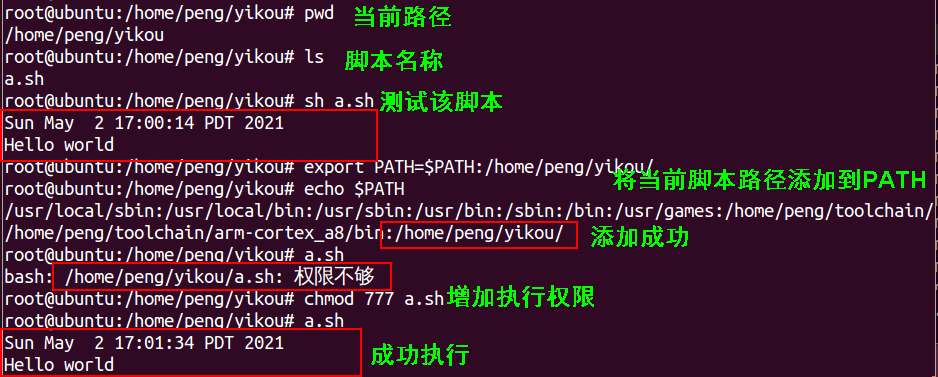 root@ubuntu:/home/peng/yikou# pwd 当前路径
/home/peng/yikou
root@ubuntu:/home/peng/yikou# ls 脚本名称
a.sh
root@ubuntu:/home/peng/yikou# sh a.sh 测试该脚本
Sun May  2 17:00:14 PDT 2021
Hello world
root@ubuntu:/home/peng/yikou# export PATH=$PATH:/home/peng/yikou/
将当前脚本路径添加到PATH
root@ubuntu:/home/peng/yikou# echo $PATH
/usr/local/sbin:/usr/local/bin:/usr/sbin:/usr/bin:/sbin:/bin:/usr/games:/home/peng/toolchain/
/home/peng/toolchain/arm-cortex_a8/bin:/home/peng/yikou/ 添加成功
root@ubuntu:/home/peng/yikou# a.sh
bash: /home/peng/yikou/a.sh: 权限不够
root@ubuntu:/home/peng/yikou# chmod 777 a.sh 增加执行权限
root@ubuntu:/home/peng/yikou# a.sh
Sun May  2 17:01:34 PDT 2021
Hello world 成功执行